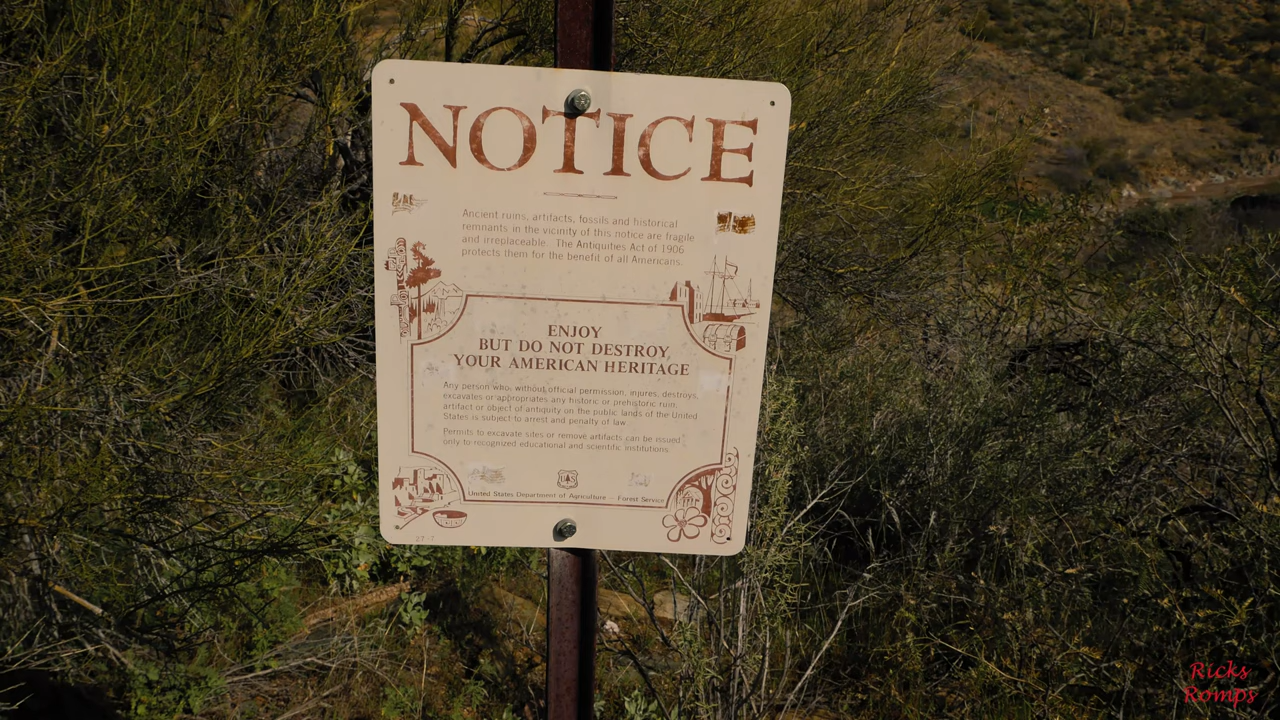 NOTICE
Ancient ruins, artifacts, fossils and historical
remnants in the vicinity of this notice are fragile
and irreplaceable. The Antiquities Act of 1906
protects them for the benefit of all Americans.
ENJOY
BUT DO NOT DESTROY
YOUR AMERICAN HERITAGE
Any person who, without official permission, injures, destroys,
excavates or appropriates any historic or prehistoric ruin,
artifact or object of antiquity on the public lands of the United
States is subject to arrest and penalty of law.
Permits to excavate sites or remove artifacts can be issued
only to recognized educational and scientific institutions.
UAS
United States Department of Agriculture - Forest Service
27-7
Ricks
Romps